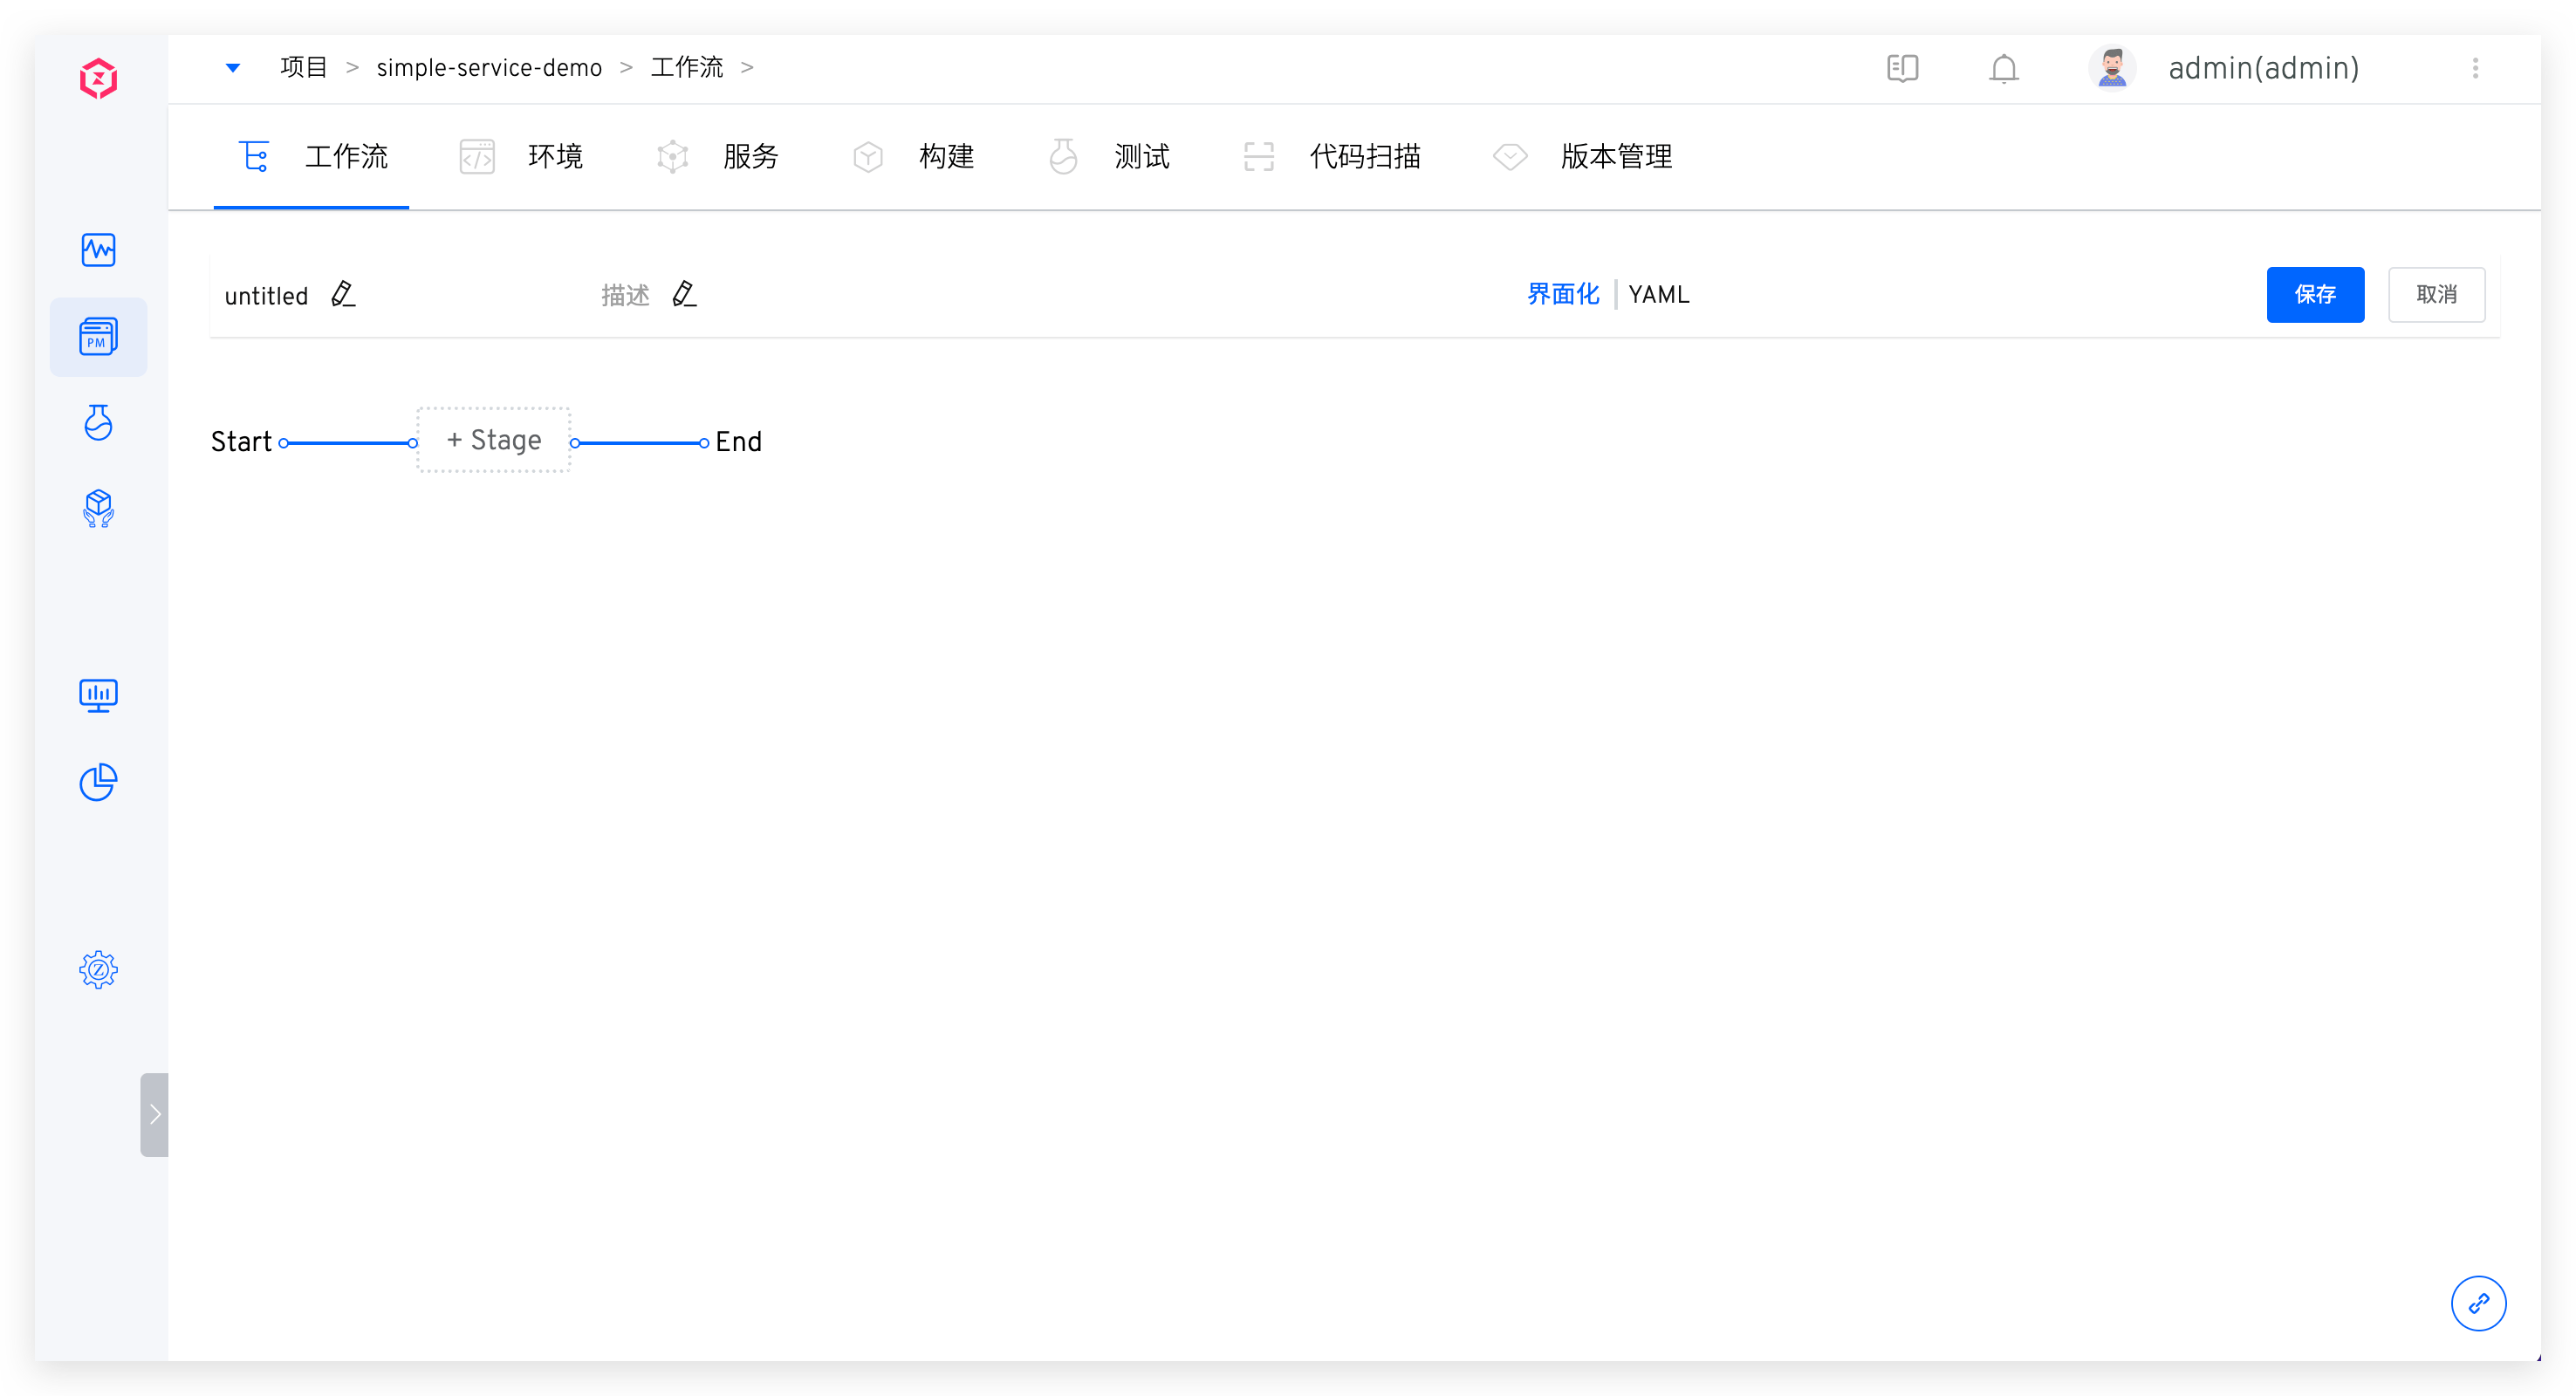 项目 > simple-service-demo > 工作流 >
admin(admin)
工作流 环境 服务 构建 测试 代码扫描 版本管理
PM
untitled 描述 界面化 YAML 保存 取消
Start + Stage End
Z